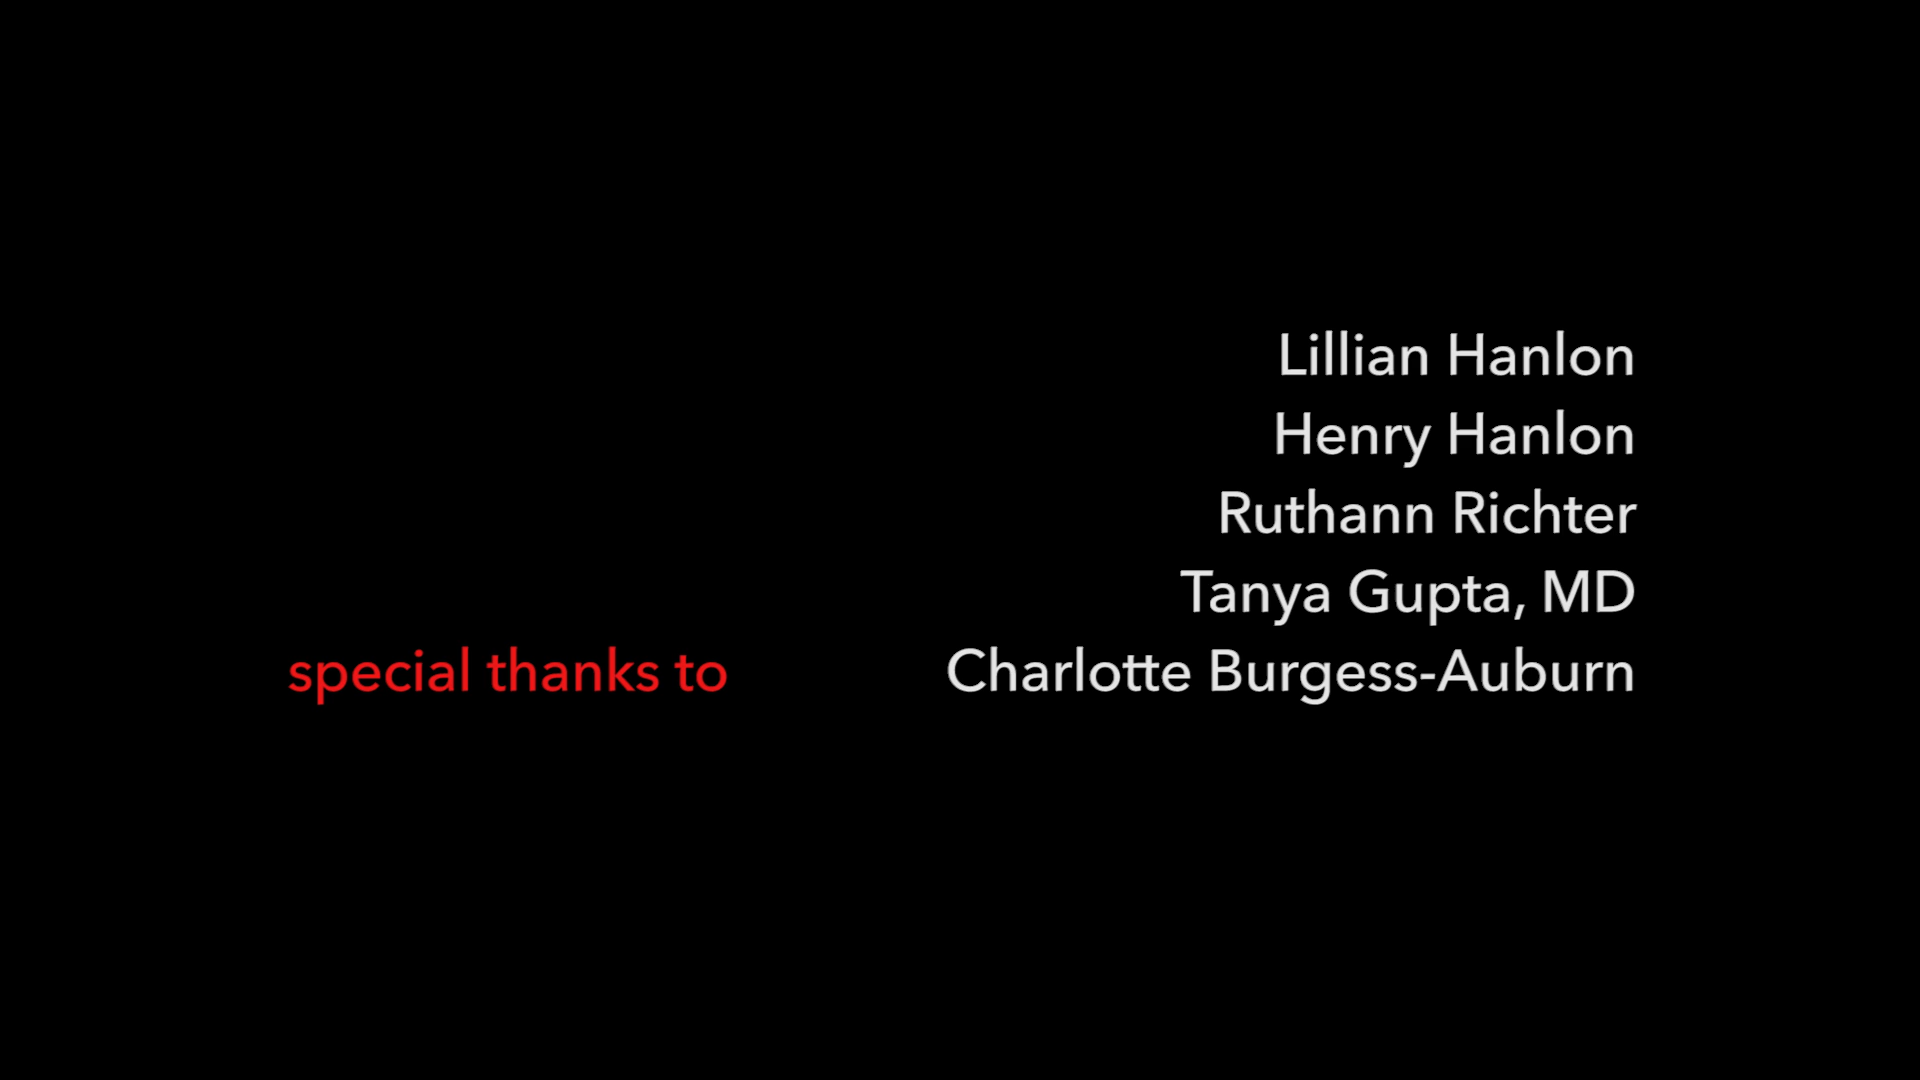 Lillian Hanlon
Henry Hanlon
Ruthann Richter
Tanya Gupta, MD
special thanks to Charlotte Burgess-Auburn